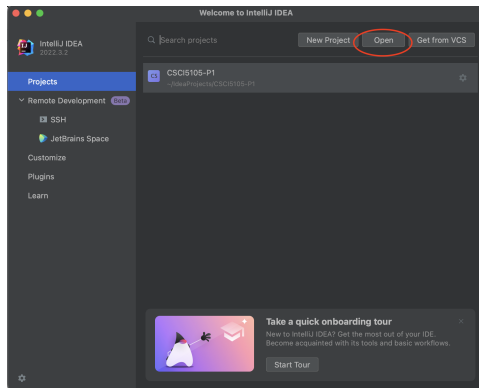 Welcome to IntelliJ IDEA
IntelliJ IDEA
2022.3.2
Search projects
New Project
Open
Get from VCS
CS
CSCI5105-P1
~/IdeaProjects/CSCI5105-P1
Projects
Remote Development Beta
SSH
JetBrains Space
Customize
Plugins
Learn
Take a quick onboarding tour
New to IntelliJ IDEA? Get the most out of your IDE.
Become acquainted with its tools and basic workflows.
Start Tour